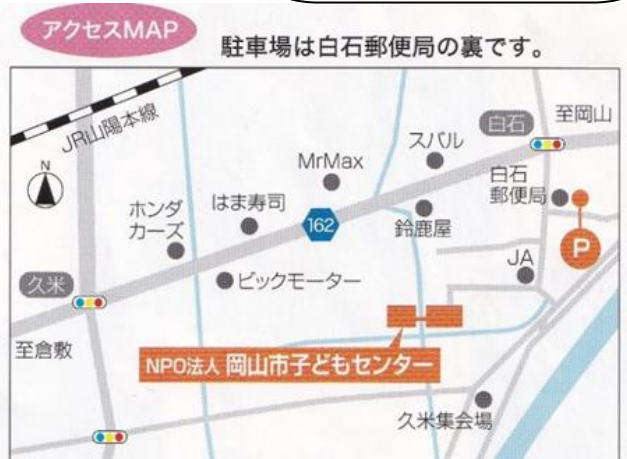 アクセスMAP
駐車場は白石郵便局の裏です。
JR山陽本線
白石
至岡山
スバル
MrMax
白石
郵便局
N
ホンダ
カーズ
はま寿司
162
鈴鹿屋
P
JA
久米
ビックモーター
至倉敷
NPO法人 岡山市子どもセンター
久米集会場